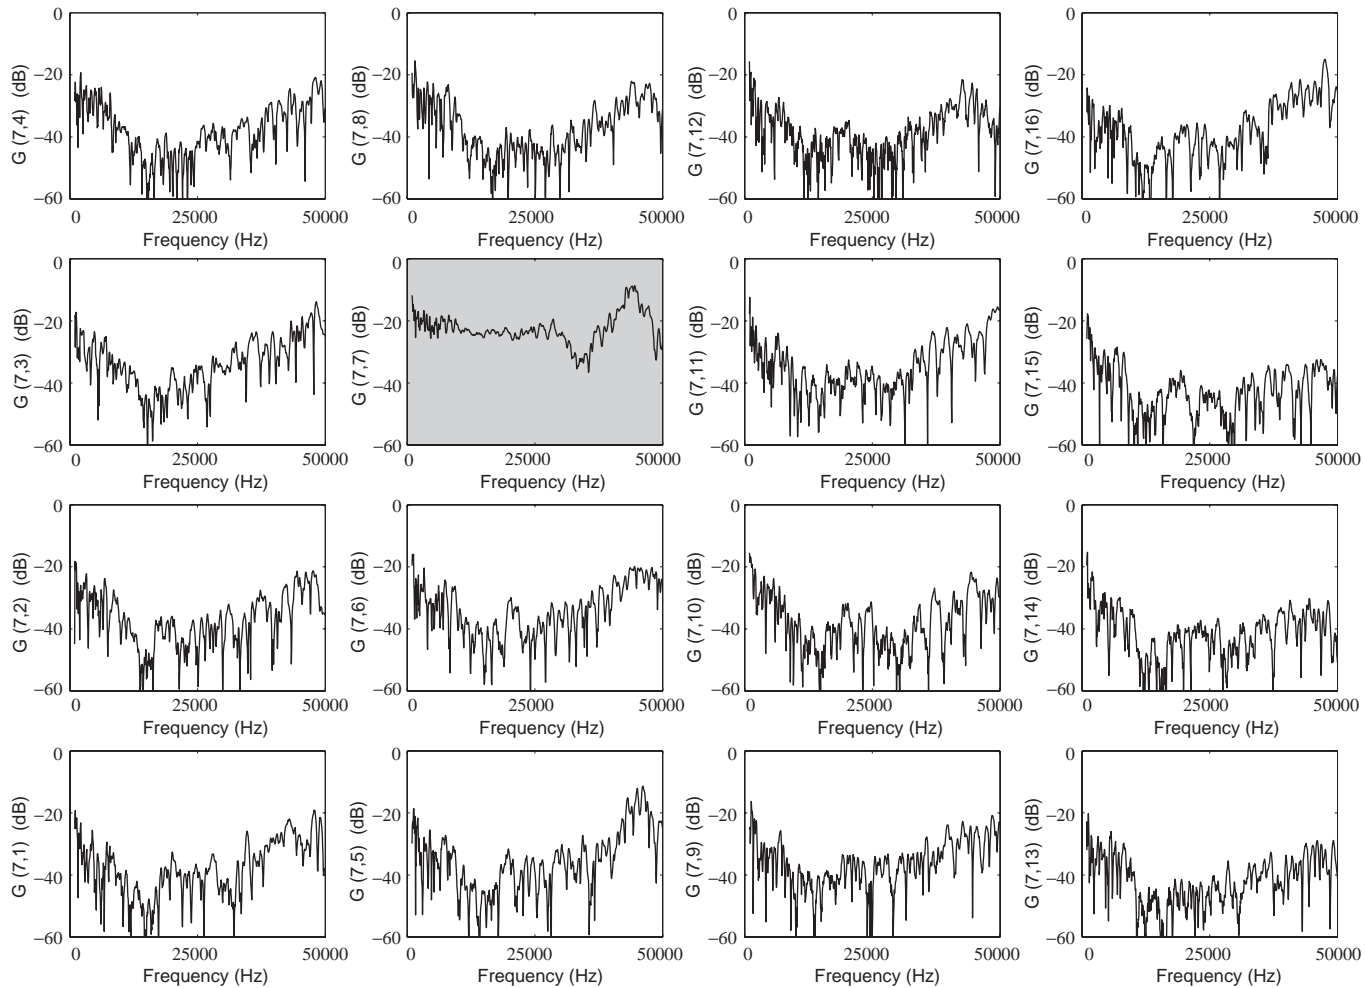 G (7,4) (dB)
0
−20
−40
−60
0 25000 50000
Frequency (Hz)
G (7,8) (dB)
0
−20
−40
−60
0 25000 50000
Frequency (Hz)
G (7,12) (dB)
0
−20
−40
−60
0 25000 50000
Frequency (Hz)
G (7,16) (dB)
0
−20
−40
−60
0 25000 50000
Frequency (Hz)
G (7,3) (dB)
0
−20
−40
−60
0 25000 50000
Frequency (Hz)
G (7,7) (dB)
0
−20
−40
−60
0 25000 50000
Frequency (Hz)
G (7,11) (dB)
0
−20
−40
−60
0 25000 50000
Frequency (Hz)
G (7,15) (dB)
0
−20
−40
−60
0 25000 50000
Frequency (Hz)
G (7,2) (dB)
0
−20
−40
−60
0 25000 50000
Frequency (Hz)
G (7,6) (dB)
0
−20
−40
−60
0 25000 50000
Frequency (Hz)
G (7,10) (dB)
0
−20
−40
−60
0 25000 50000
Frequency (Hz)
G (7,14) (dB)
0
−20
−40
−60
0 25000 50000
Frequency (Hz)
G (7,1) (dB)
0
−20
−40
−60
0 25000 50000
Frequency (Hz)
G (7,5) (dB)
0
−20
−40
−60
0 25000 50000
Frequency (Hz)
G (7,9) (dB)
0
−20
−40
−60
0 25000 50000
Frequency (Hz)
G (7,13) (dB)
0
−20
−40
−60
0 25000 50000
Frequency (Hz)